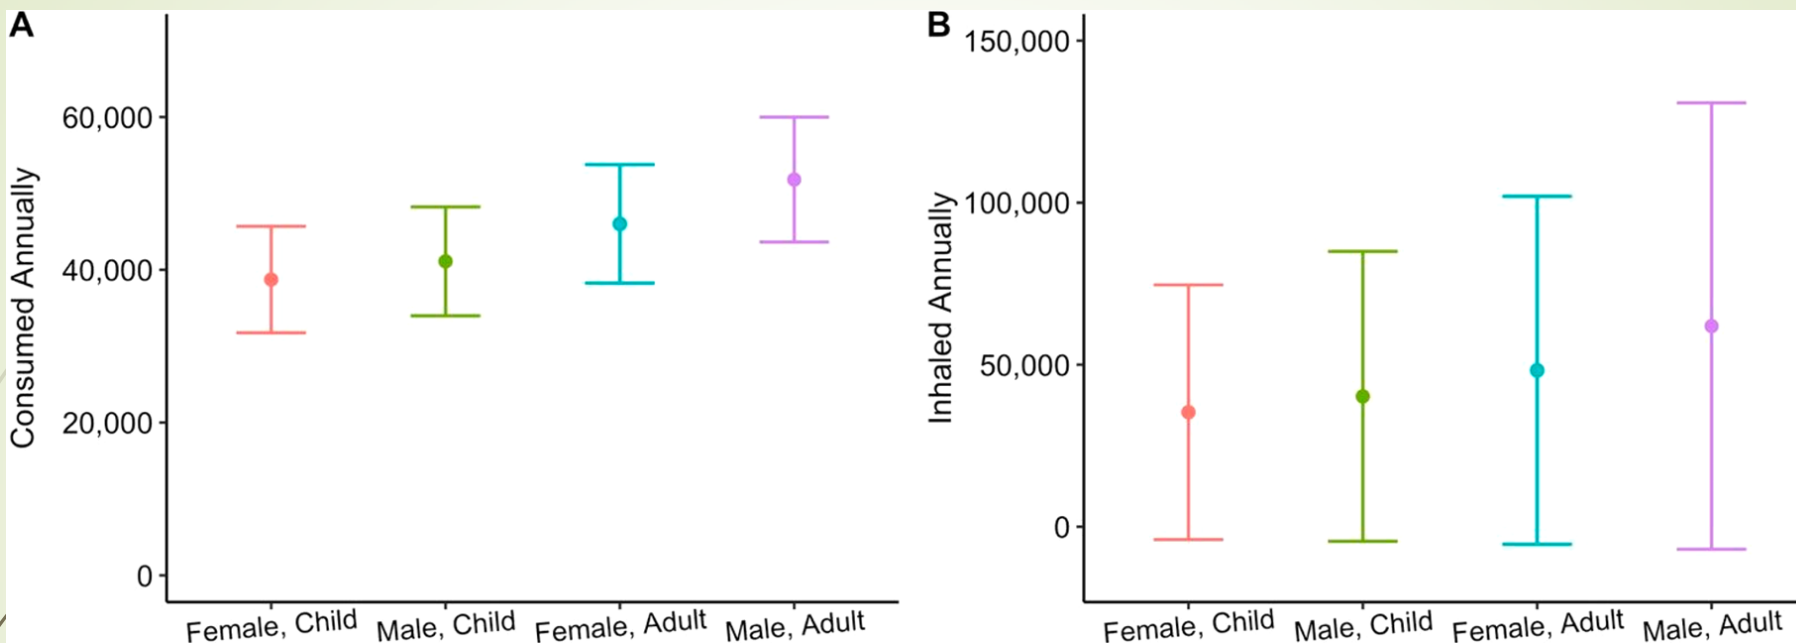 A
Consumed Annually
60,000
40,000
20,000
0
Female, Child
Male, Child
Female, Adult
Male, Adult
B
Inhaled Annually
150,000
100,000
50,000
0
Female, Child
Male, Child
Female, Adult
Male, Adult